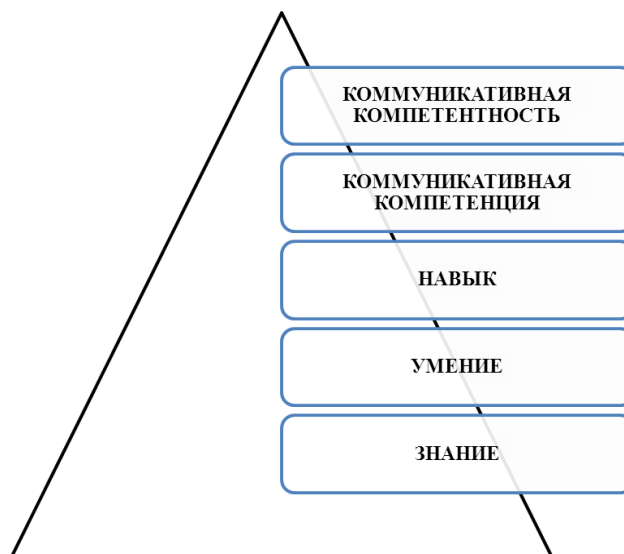 КОММУНИКАТИВНАЯ
КОМПЕТЕНТНОСТЬ
КОММУНИКАТИВНАЯ
КОМПЕТЕНЦИЯ
НАВЫК
УМЕНИЕ
ЗНАНИЕ